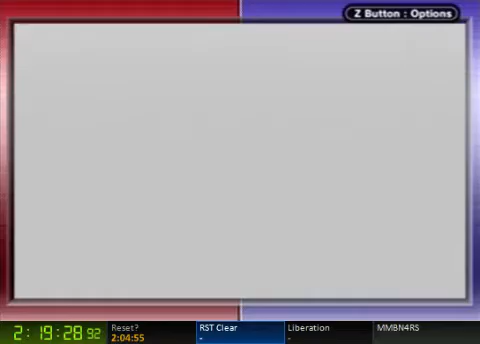 Z Button : Options
2:19:28 92
Reset?
2:04:55
RST Clear
-
Liberation
-
MMBN4RS